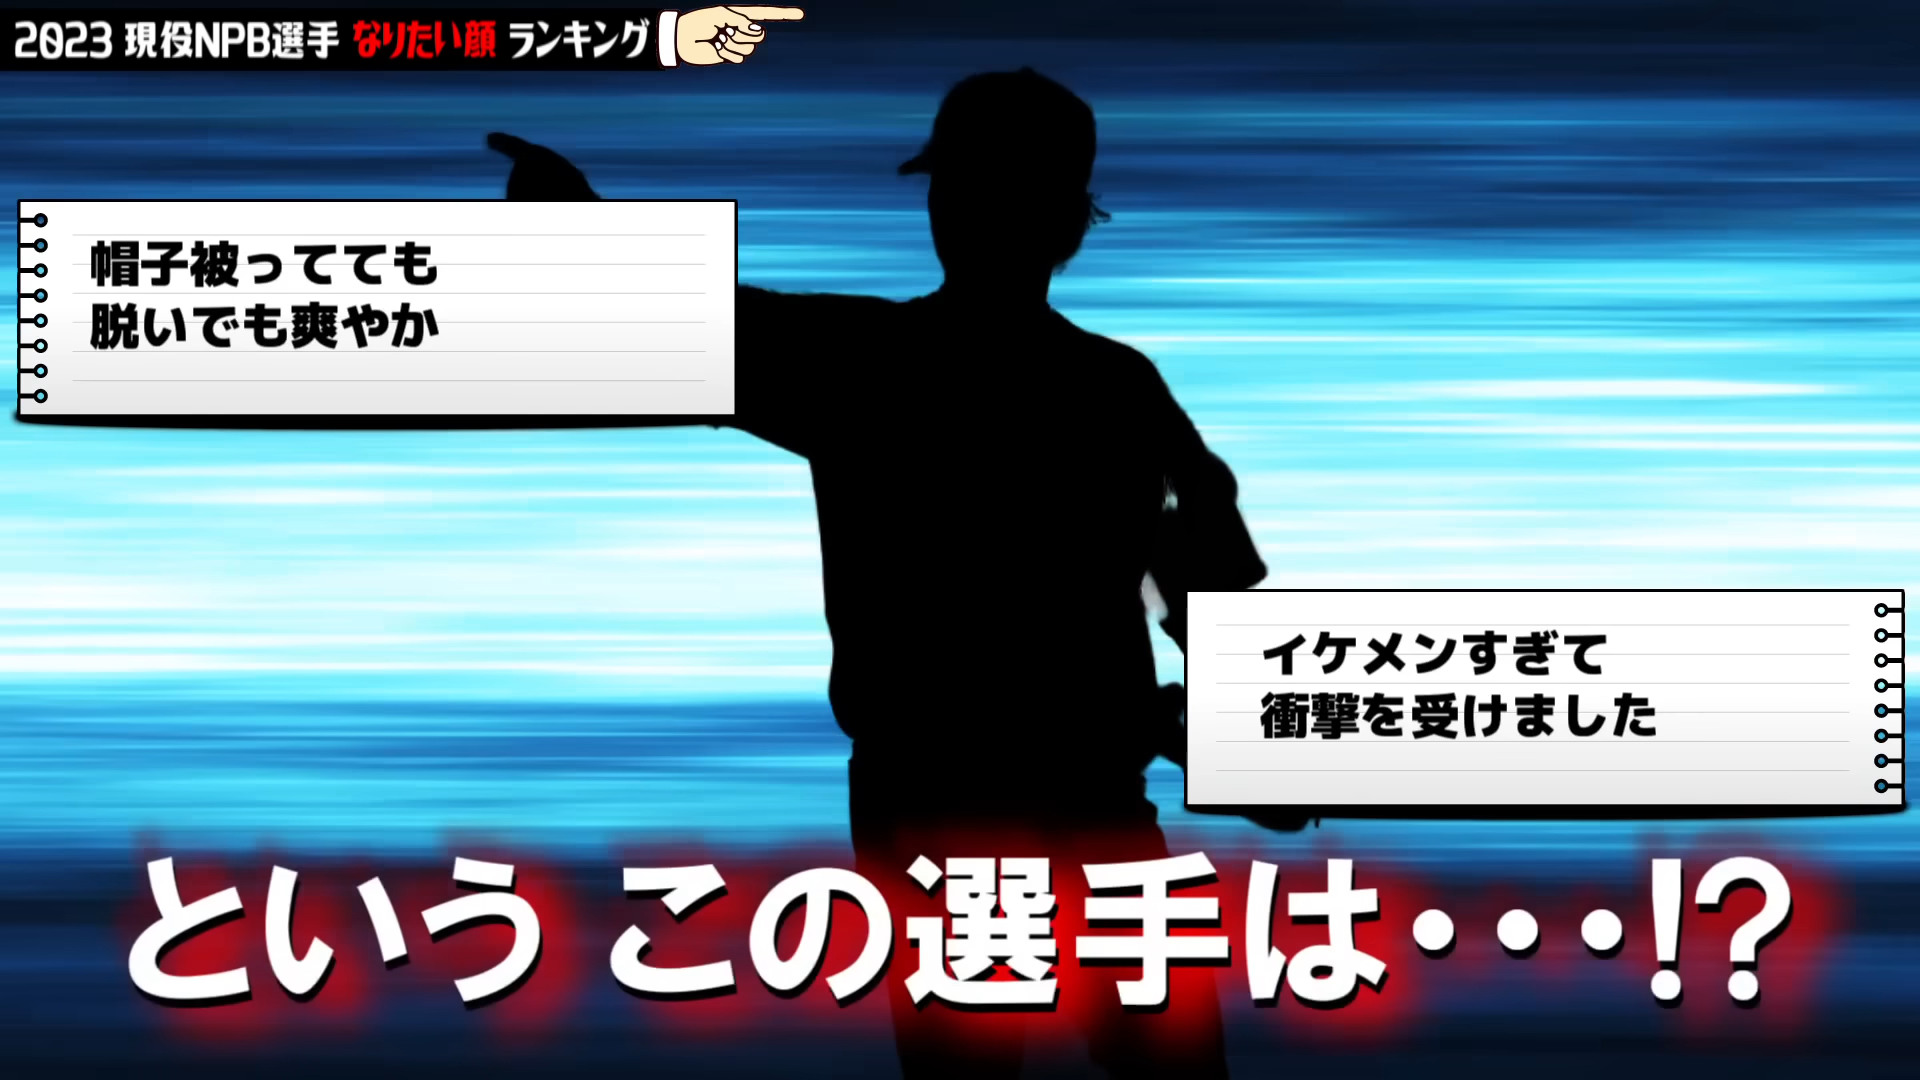 2023 現役NPB選手 なりたい顔 ランキング
帽子被ってても
脱いでも爽やか
イケメンすぎて
衝撃を受けました
という この選手は・・・!?